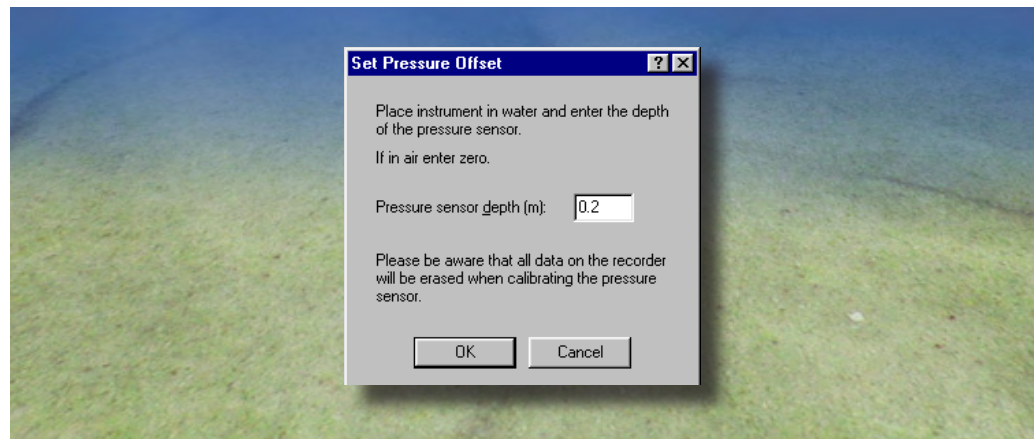 Set Pressure Offset
Place instrument in water and enter the depth
of the pressure sensor.
If in air enter zero.
Pressure sensor depth (m): 0.2
Please be aware that all data on the recorder
will be erased when calibrating the pressure
sensor.
OK Cancel